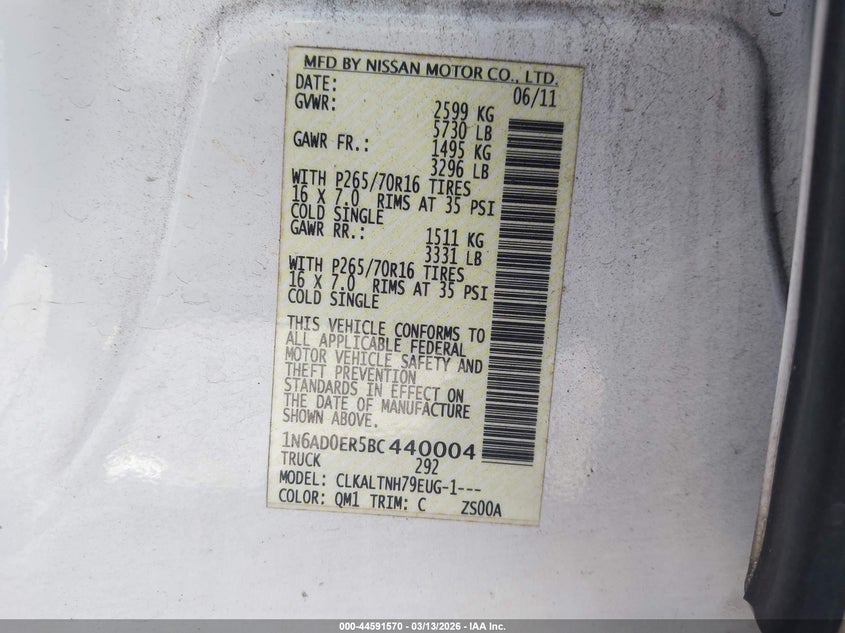 MFD BY NISSAN MOTOR CO., LTD.
DATE: 06/11
GVWR: 2599 KG
5730 LB
GAWR FR.: 1495 KG
3296 LB
WITH P265/70R16 TIRES
16 X 7.0 RIMS AT 35 PSI
COLD SINGLE
GAWR RR.: 1511 KG
3331 LB
WITH P265/70R16 TIRES
16 X 7.0 RIMS AT 35 PSI
COLD SINGLE
THIS VEHICLE CONFORMS TO
ALL APPLICABLE FEDERAL
MOTOR VEHICLE SAFETY AND
THEFT PREVENTION
STANDARDS IN EFFECT ON
THE DATE OF MANUFACTURE
SHOWN ABOVE.
1N6AD0ER5BC440004
TRUCK 292
MODEL: CLKALTNH79EUG-1---
COLOR: QM1 TRIM: C ZS00A
000-44591570 — 03/13/2026 — IAA Inc.